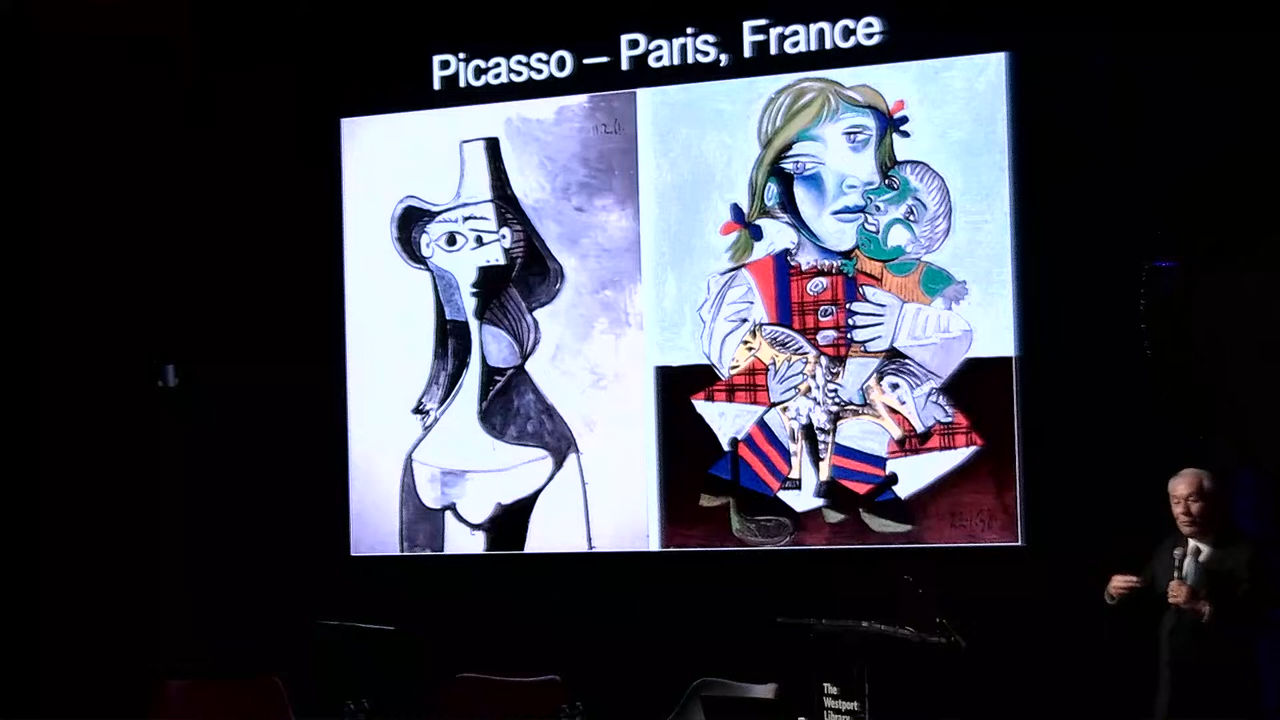 Picasso – Paris, France
The
Westport
Library